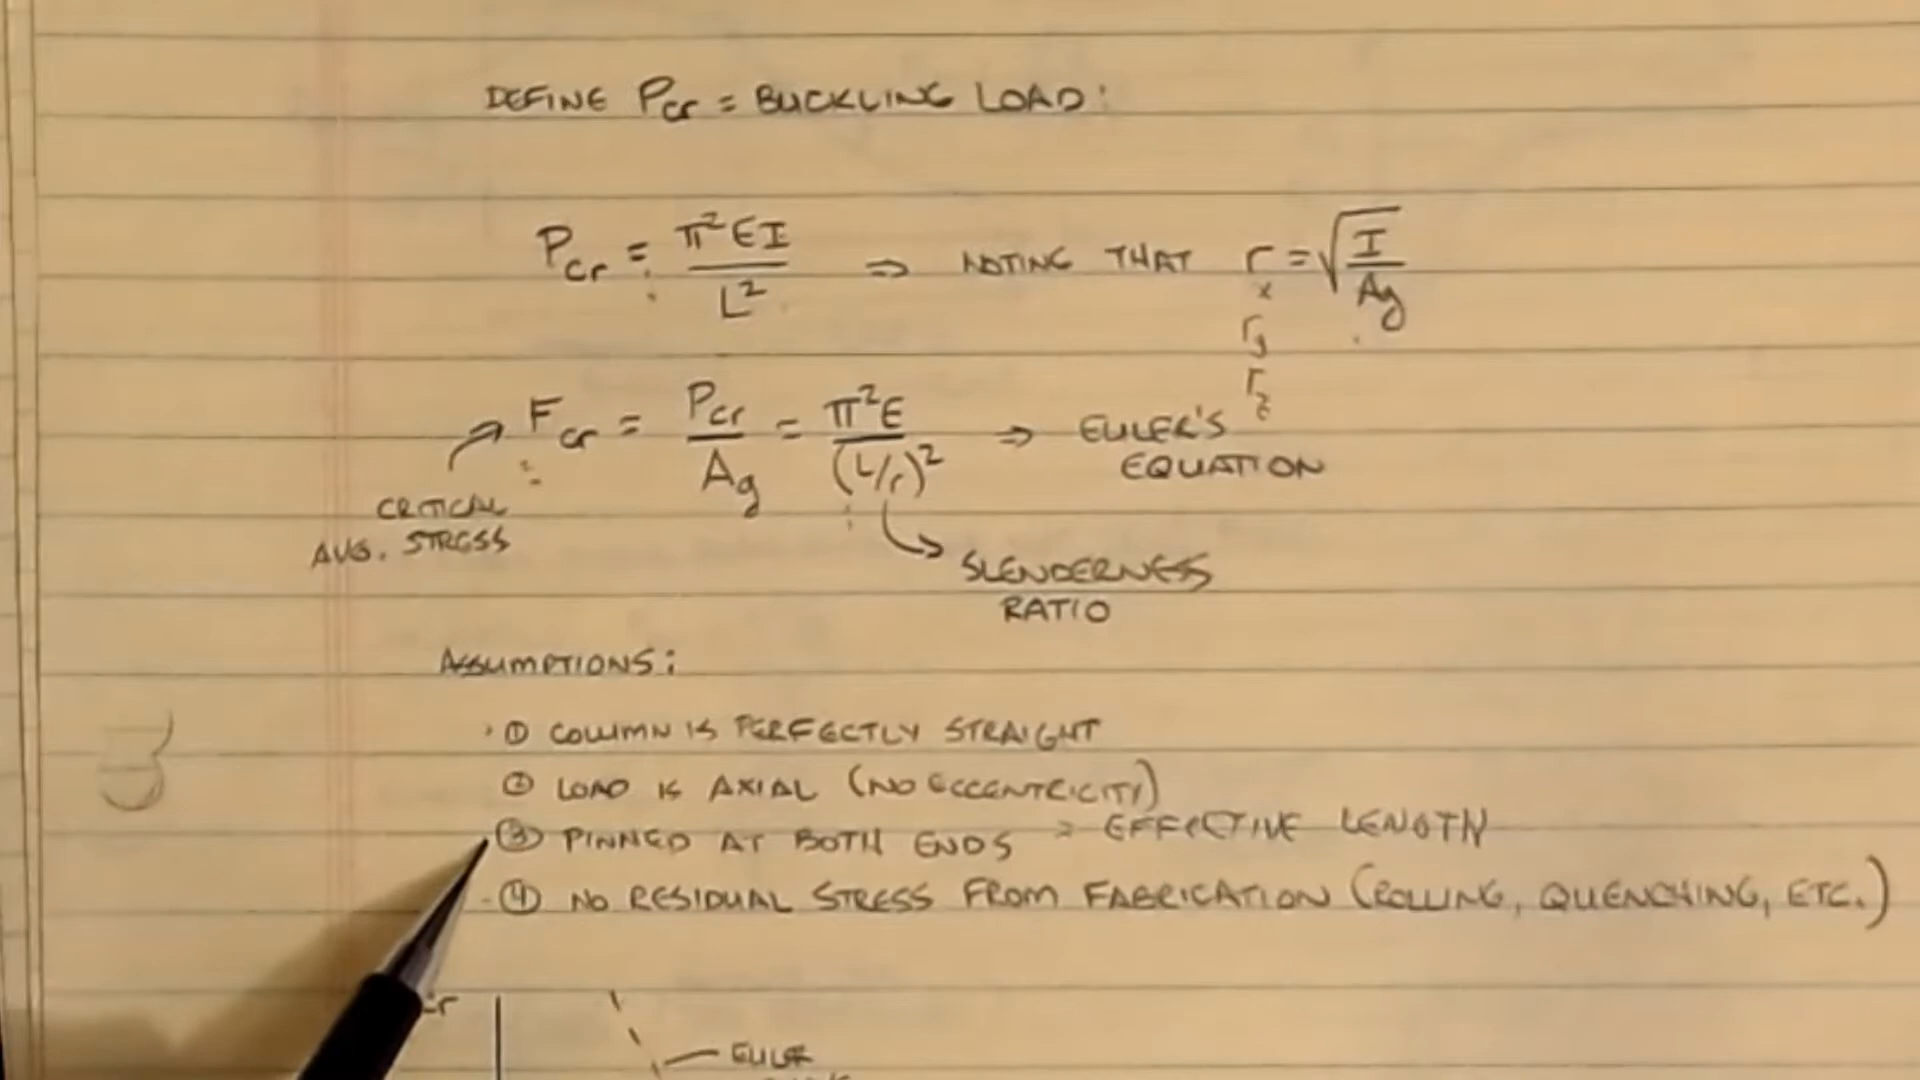 DEFINE Pcr = BUCKLING LOAD:
Pcr = π²EI / L² ⇒ NOTING THAT r = √(I / Ag)
x
ry
rz
Fcr = Pcr / Ag = π²E / (L/r)² ⇒ EULER'S
EQUATION
CRITICAL
AVG. STRESS
SLENDERNESS
RATIO
ASSUMPTIONS:
① COLUMN IS PERFECTLY STRAIGHT
② LOAD IS AXIAL (NO ECCENTRICITY)
③ PINNED AT BOTH ENDS > EFFECTIVE LENGTH
④ NO RESIDUAL STRESS FROM FABRICATION (ROLLING, QUENCHING, ETC.)
cr
EULER